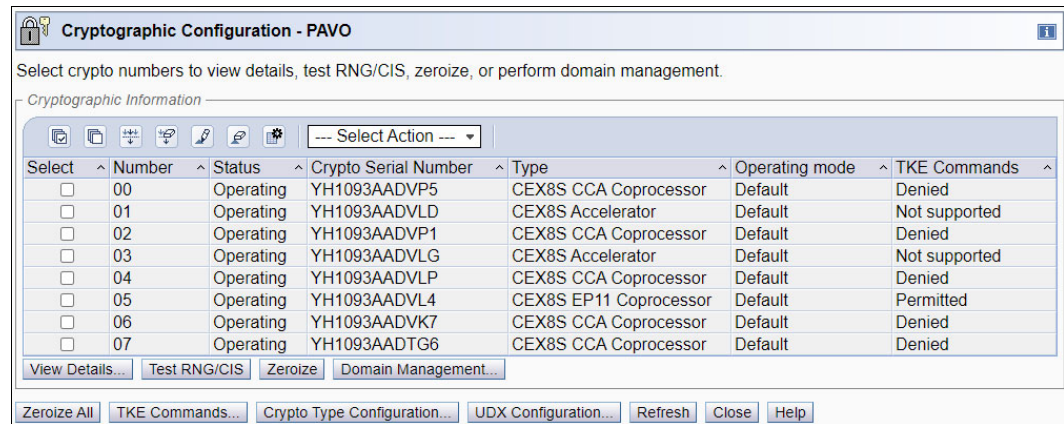 Cryptographic Configuration - PAVO
Select crypto numbers to view details, test RNG/CIS, zeroize, or perform domain management.
Cryptographic Information
--- Select Action ---
Select Number Status Crypto Serial Number Type Operating mode TKE Commands
00 Operating YH1093AADVP5 CEX8S CCA Coprocessor Default Denied
01 Operating YH1093AADVLD CEX8S Accelerator Default Not supported
02 Operating YH1093AADVP1 CEX8S CCA Coprocessor Default Denied
03 Operating YH1093AADVLG CEX8S Accelerator Default Not supported
04 Operating YH1093AADVLP CEX8S CCA Coprocessor Default Denied
05 Operating YH1093AADVL4 CEX8S EP11 Coprocessor Default Permitted
06 Operating YH1093AADVK7 CEX8S CCA Coprocessor Default Denied
07 Operating YH1093AADTG6 CEX8S CCA Coprocessor Default Denied
View Details... Test RNG/CIS Zeroize Domain Management...
Zeroize All TKE Commands... Crypto Type Configuration... UDX Configuration... Refresh Close Help